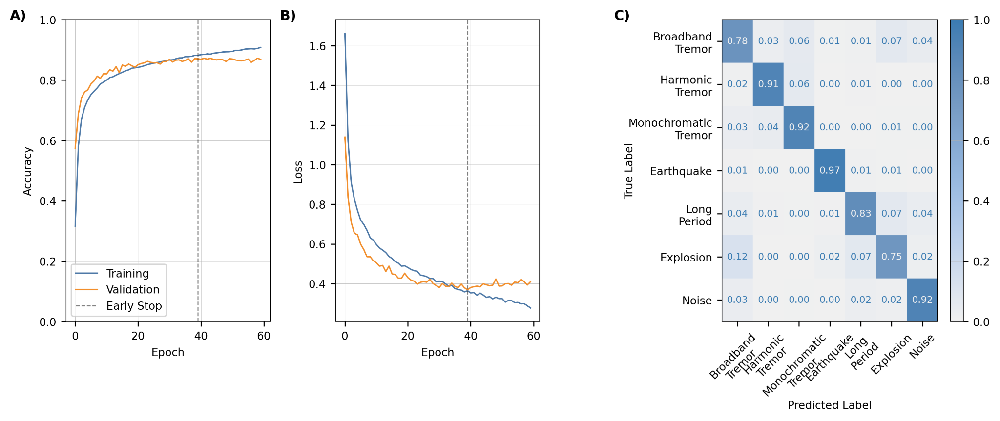 A)
1.0
0.8
0.6
0.4
0.2
0.0
Accuracy
Training
Validation
Early Stop
0 20 40 60
Epoch
B)
1.6
1.4
1.2
1.0
0.8
0.6
0.4
Loss
0 20 40 60
Epoch
C)
True Label
Broadband
Tremor
0.78 0.03 0.06 0.01 0.01 0.07 0.04
Harmonic
Tremor
0.02 0.91 0.06 0.00 0.01 0.00 0.00
Monochromatic
Tremor
0.03 0.04 0.92 0.00 0.00 0.01 0.00
Earthquake
0.01 0.00 0.00 0.97 0.01 0.01 0.00
Long
Period
0.04 0.01 0.00 0.01 0.83 0.07 0.04
Explosion
0.12 0.00 0.00 0.02 0.07 0.75 0.02
Noise
0.03 0.00 0.00 0.00 0.02 0.02 0.92
Broadband
Tremor
Harmonic
Tremor
Monochromatic
Tremor
Earthquake
Long
Period
Explosion
Noise
Predicted Label
1.0
0.8
0.6
0.4
0.2
0.0